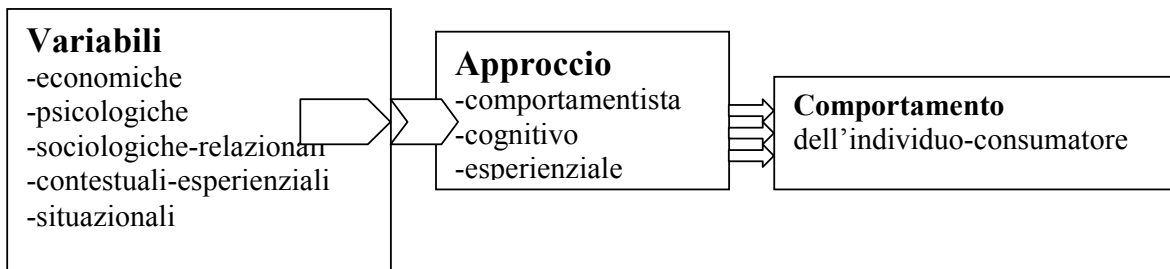 Variabili
-economiche
-psicologiche
-sociologiche-relazionali
-contestuali-esperienziali
-situazionali
Approccio
-comportamentista
-cognitivo
-esperienziale
Comportamento
dell’individuo-consumatore